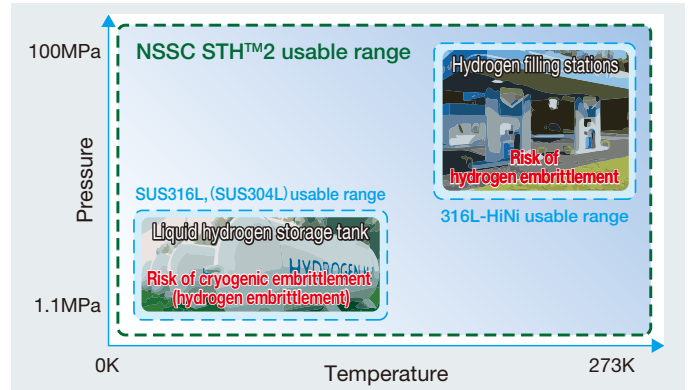 100MPa
NSSC STH™2 usable range
Hydrogen filling stations
Risk of
hydrogen embrittlement
316L-HiNi usable range
Pressure
SUS316L,(SUS304L)usable range
Liquid hydrogen storage tank
HYDROGEN
Risk of cryogenic embrittlement
(hydrogen embrittlement)
1.1MPa
0K
Temperature
273K